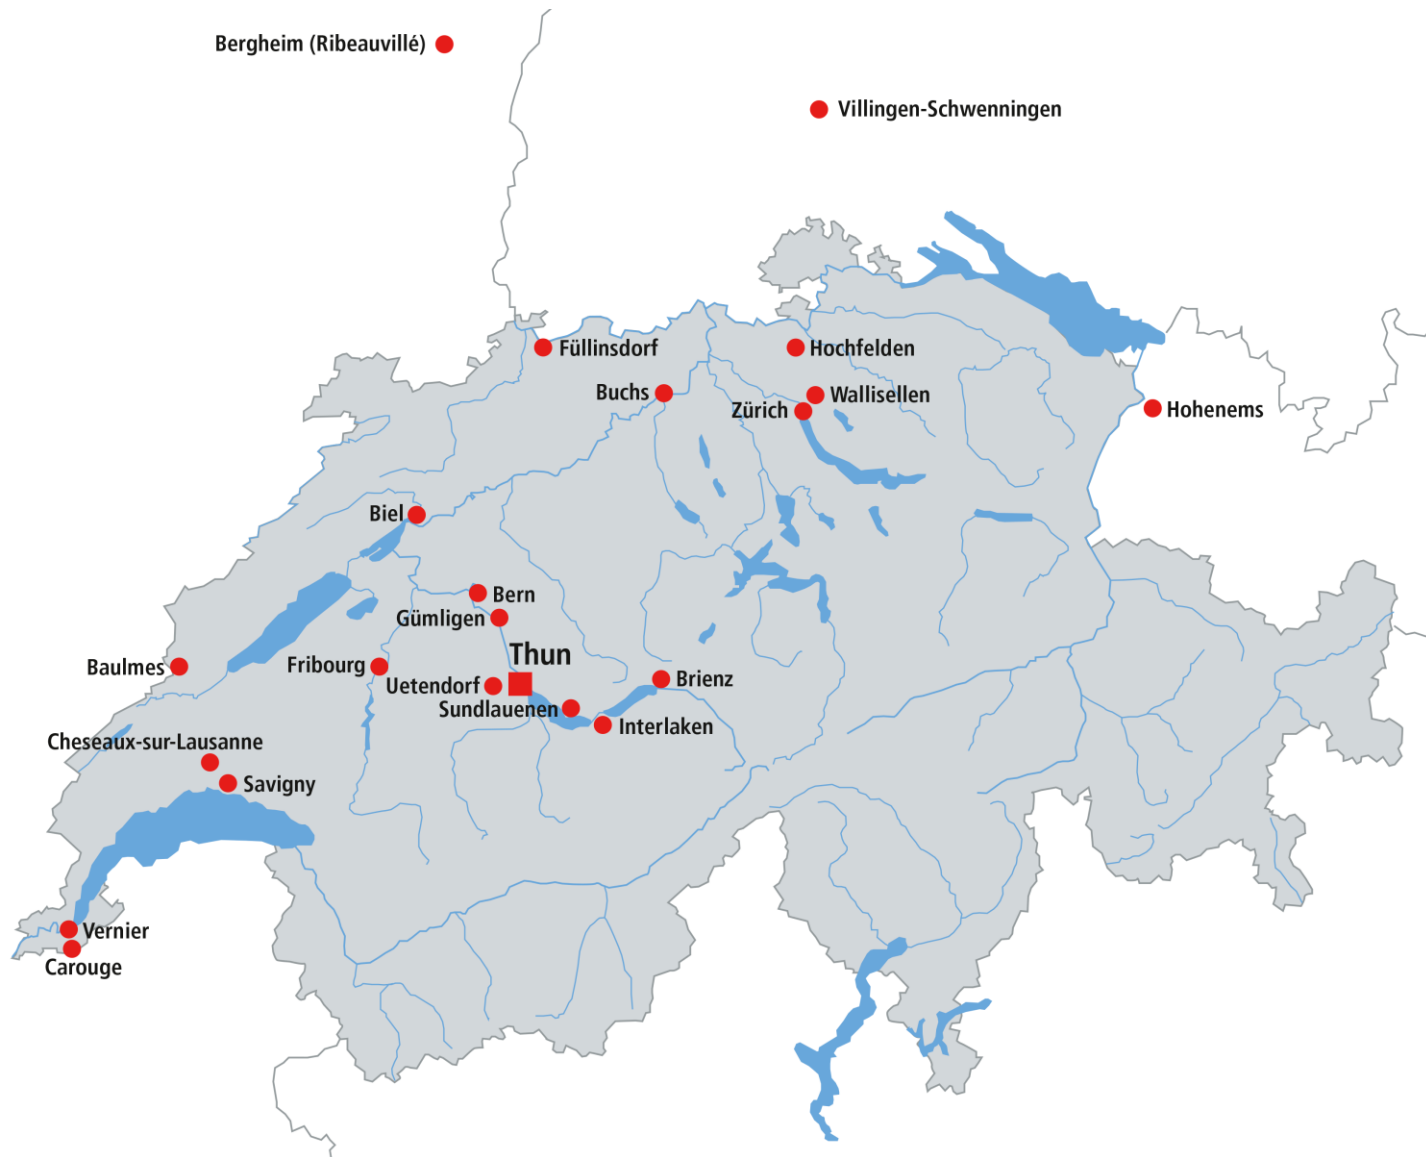 Bergheim (Ribeauvillé)
Villingen-Schwenningen
Füllinsdorf
Hochfelden
Buchs
Wallisellen
Zürich
Hohenems
Biel
Bern
Gümligen
Thun
Baulmes
Fribourg
Uetendorf
Brienz
Sundlauenen
Interlaken
Cheseaux-sur-Lausanne
Savigny
Vernier
Carouge